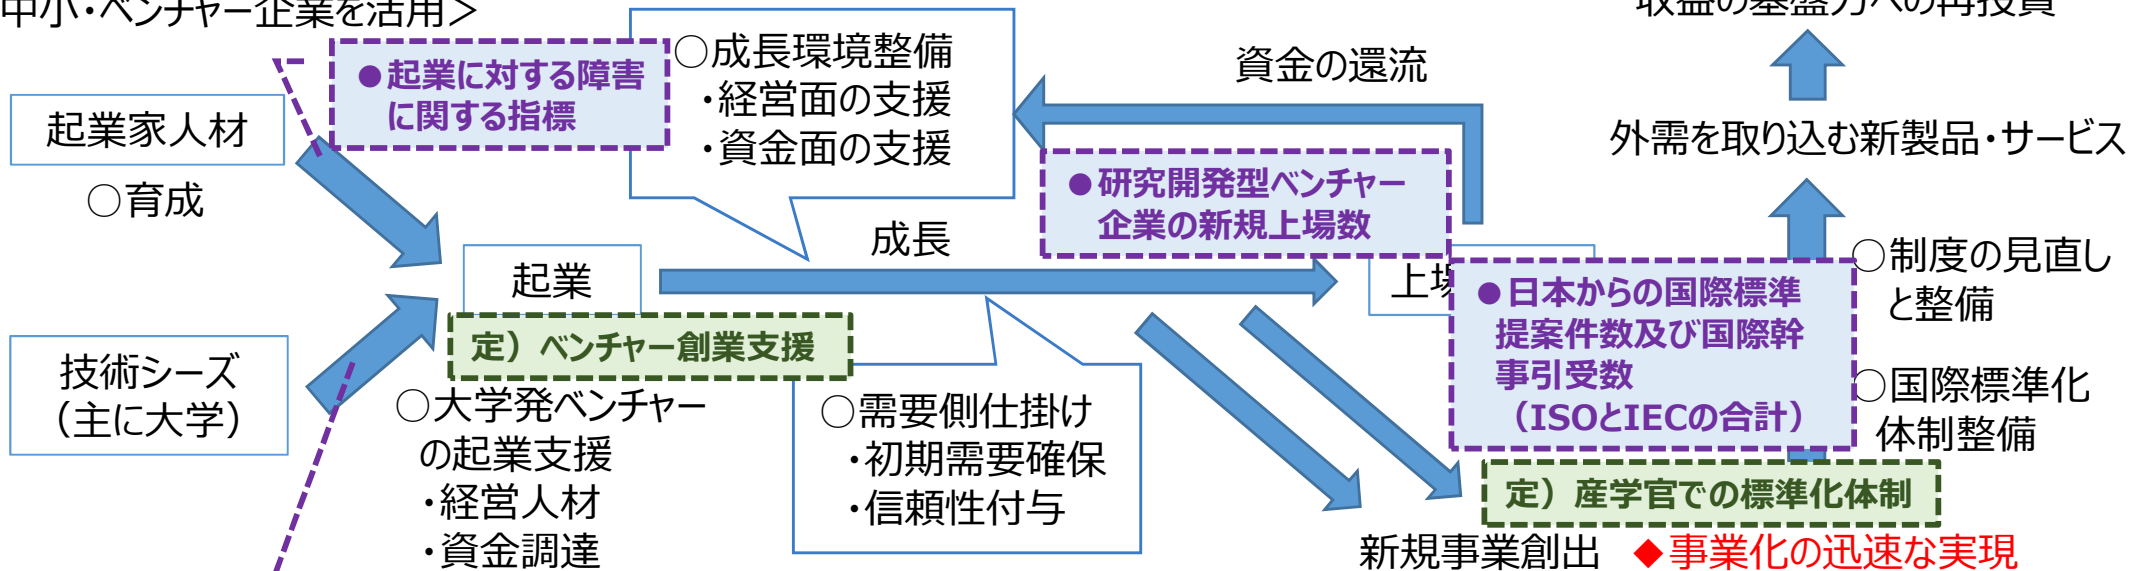 中小・ベンチャー企業を活用＞
収益の基盤力への再投資
●起業に対する障害
に関する指標
○成長環境整備
・経営面の支援
・資金面の支援
資金の還流
起業家人材
○育成
外需を取り込む新製品・サービス
●研究開発型ベンチャー
企業の新規上場数
成長
起業
上場
●日本からの国際標準
提案件数及び国際幹
事引受数
（ISOとIECの合計）
○制度の見直し
と整備
定）ベンチャー創業支援
技術シーズ
（主に大学）
○大学発ベンチャー
の起業支援
・経営人材
・資金調達
○需要側仕掛け
・初期需要確保
・信頼性付与
○国際標準化
体制整備
定）産学官での標準化体制
新規事業創出 ◆事業化の迅速な実現